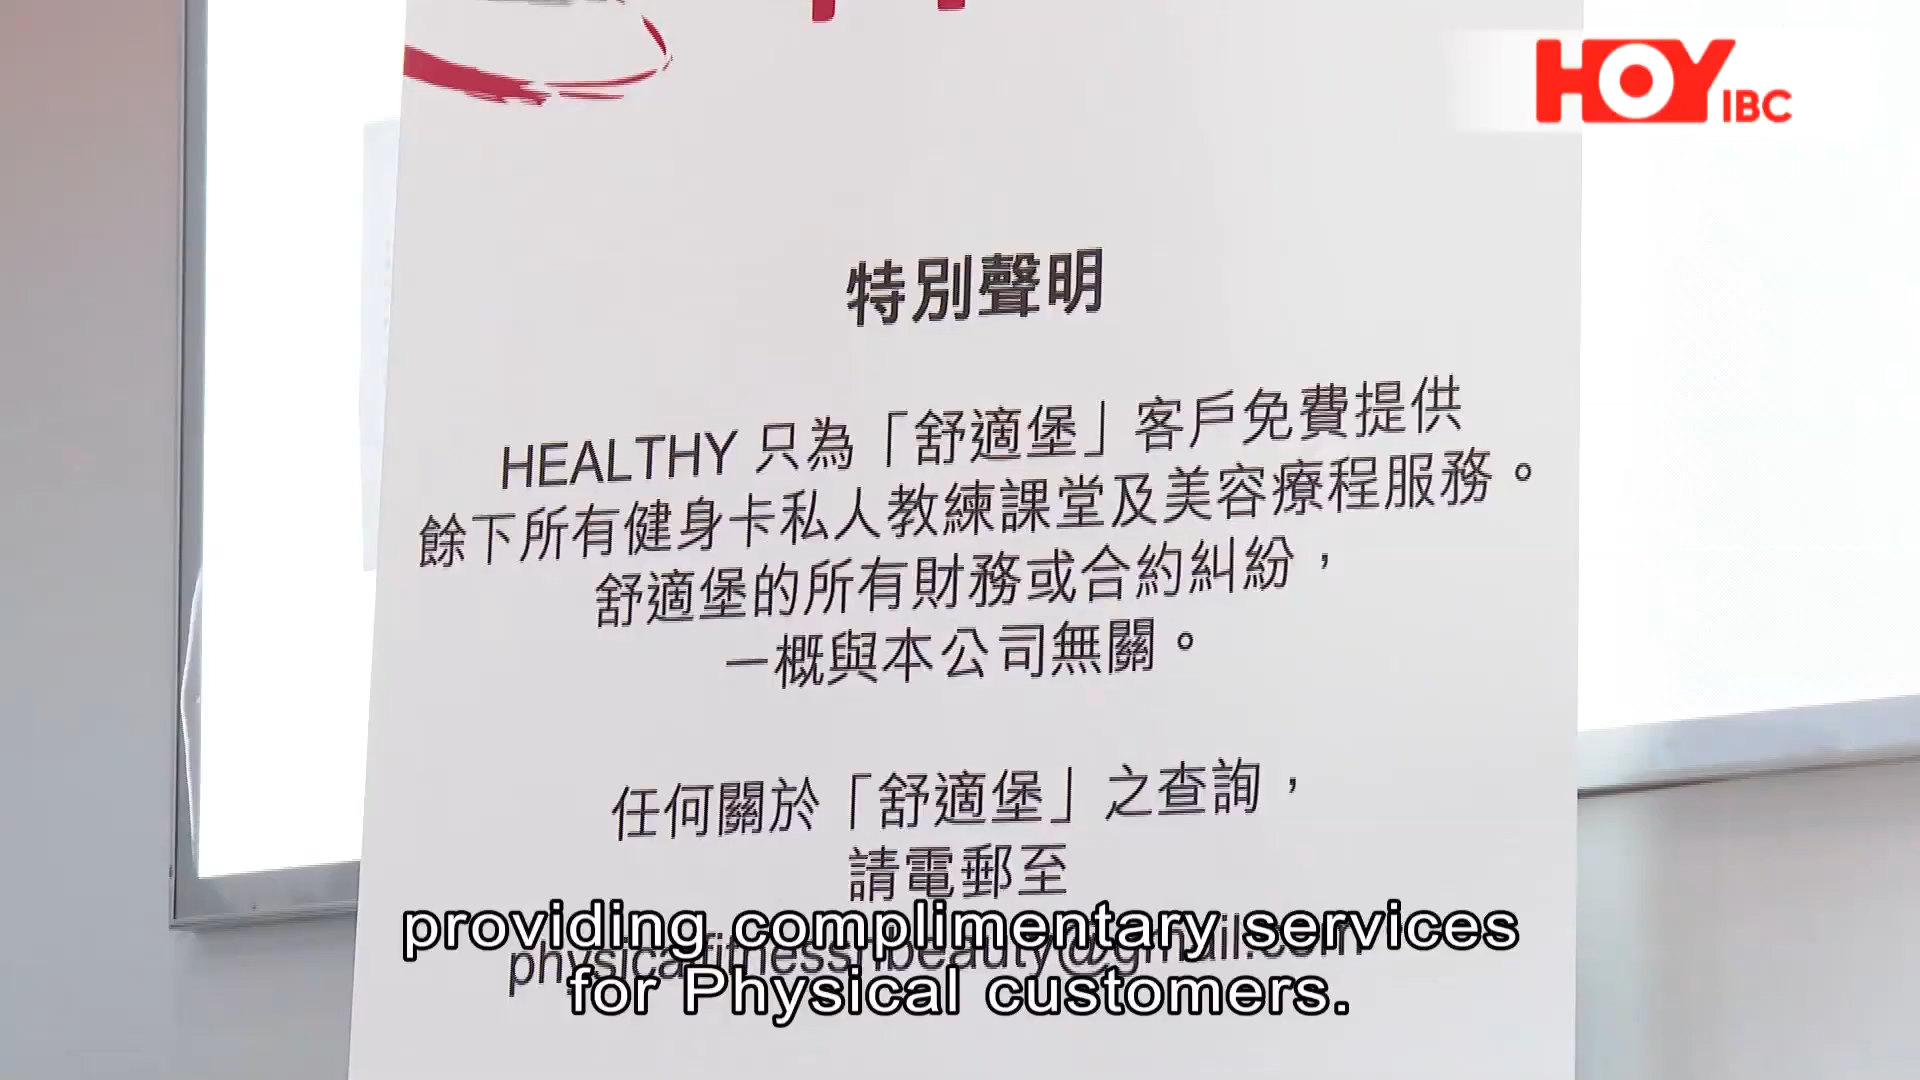 HOY IBC
特別聲明
HEALTHY 只為「舒適堡」客戶免費提供
餘下所有健身卡私人教練課堂及美容療程服務。
舒適堡的所有財務或合約糾紛，
一概與本公司無關。
任何關於「舒適堡」之查詢，
請電郵至
physicalfitnessnbeauty@gmail.com
providing complimentary services
for Physical customers.